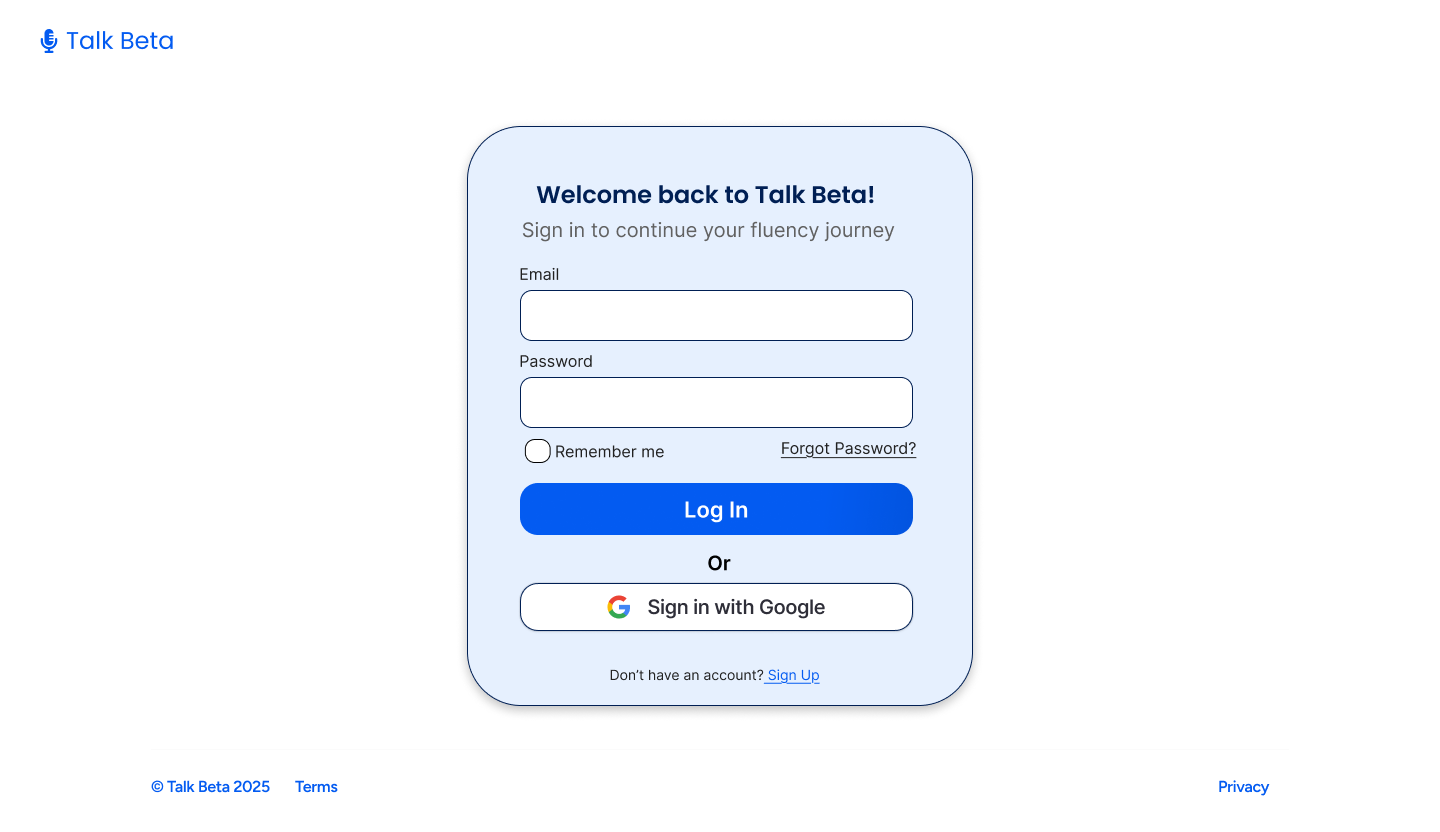 Talk Beta
Welcome back to Talk Beta!
Sign in to continue your fluency journey
Email
Password
Remember me
Forgot Password?
Log In
Or
Sign in with Google
Don’t have an account? Sign Up
© Talk Beta 2025 Terms Privacy